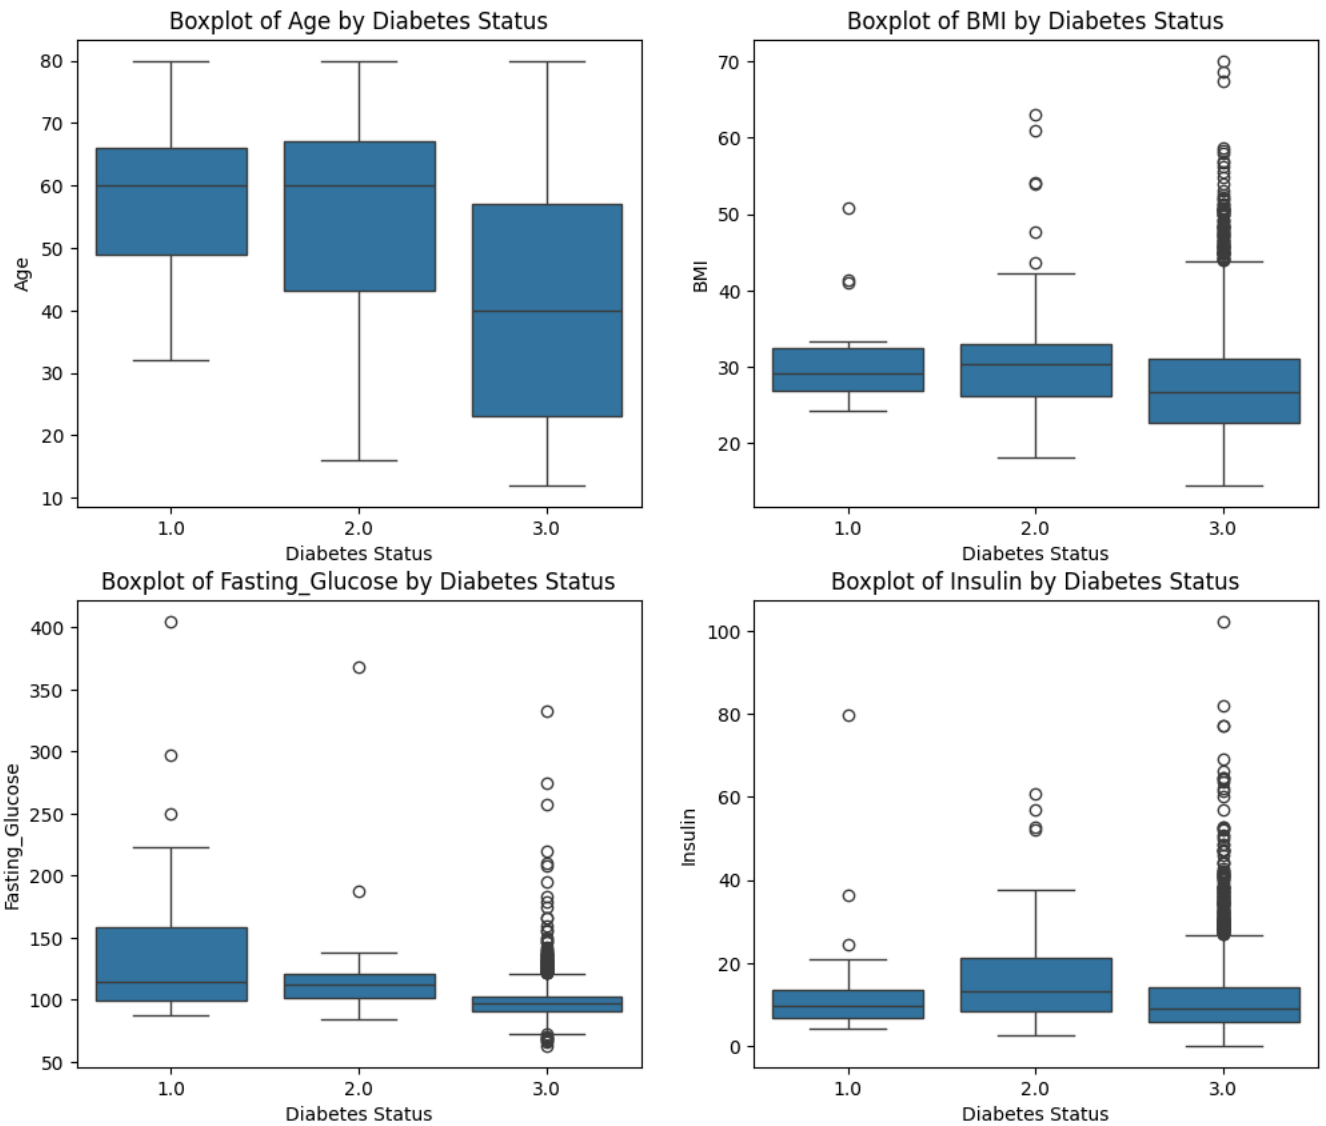 Boxplot of Age by Diabetes Status
80
70
60
50
40
30
20
10
Age
1.0 2.0 3.0
Diabetes Status
Boxplot of BMI by Diabetes Status
70
60
50
40
30
20
BMI
1.0 2.0 3.0
Diabetes Status
Boxplot of Fasting_Glucose by Diabetes Status
400
350
300
250
200
150
100
50
Fasting_Glucose
1.0 2.0 3.0
Diabetes Status
Boxplot of Insulin by Diabetes Status
100
80
60
40
20
0
Insulin
1.0 2.0 3.0
Diabetes Status